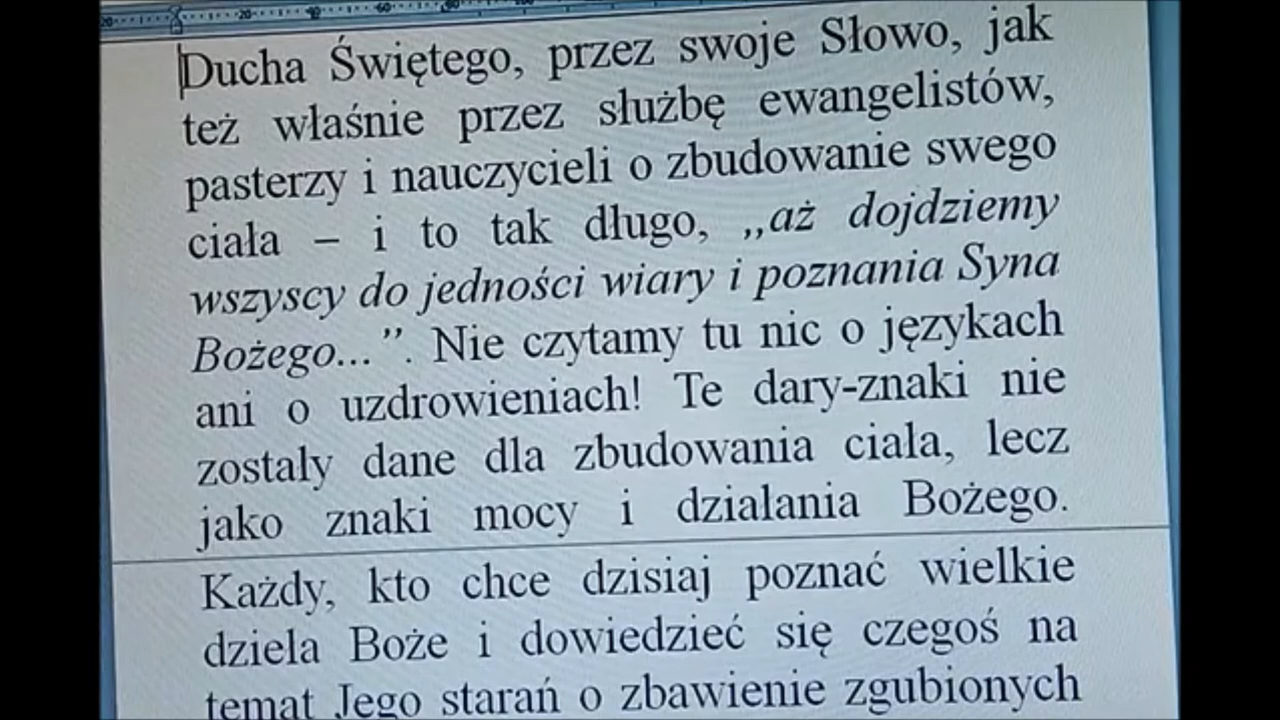 Ducha Świętego, przez swoje Słowo, jak
też właśnie przez służbę ewangelistów,
pasterzy i nauczycieli o zbudowanie swego
ciała – i to tak długo, „aż dojdziemy
wszyscy do jedności wiary i poznania Syna
Bożego...”. Nie czytamy tu nic o językach
ani o uzdrowieniach! Te dary-znaki nie
zostały dane dla zbudowania ciała, lecz
jako znaki mocy i działania Bożego.
Każdy, kto chce dzisiaj poznać wielkie
dzieła Boże i dowiedzieć się czegoś na
temat Jego starań o zbawienie zgubionych